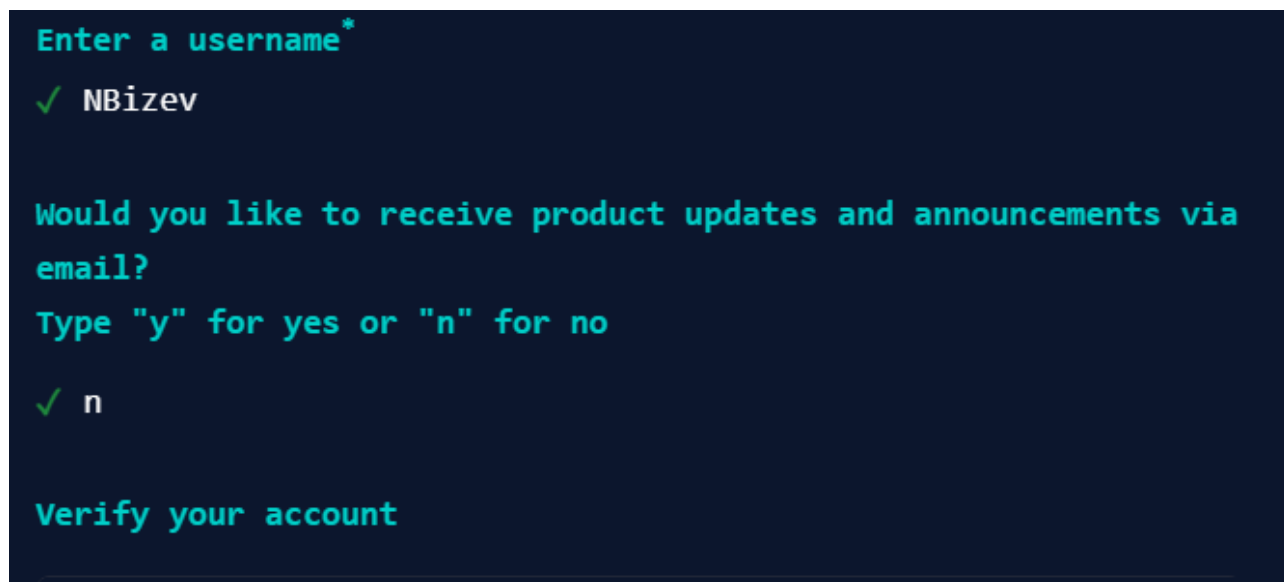 Enter a username*
✓ NBizev
Would you like to receive product updates and announcements via
email?
Type "y" for yes or "n" for no
✓ n
Verify your account